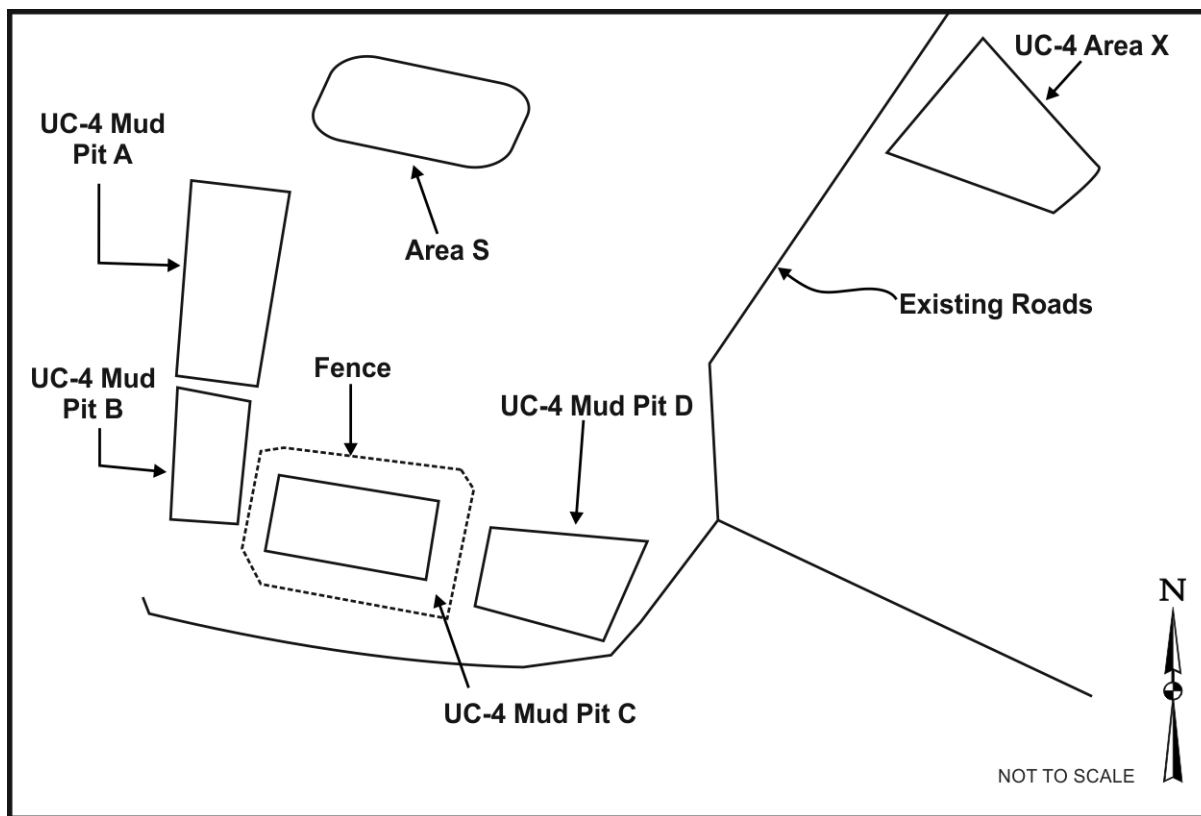 UC-4 Area X
UC-4 Mud
Pit A
Area S
Existing Roads
Fence
UC-4 Mud
Pit B
UC-4 Mud Pit D
UC-4 Mud Pit C
N
NOT TO SCALE